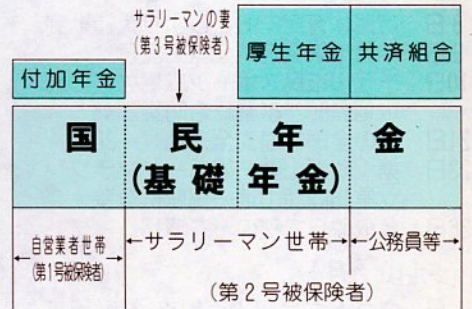 サラリーマンの妻
(第3号被保険者)
厚生年金
共済組合
付加年金
国民年金
(基礎年金)
自営業者世帯
(第1号被保険者)
サラリーマン世帯
公務員等
(第2号被保険者)